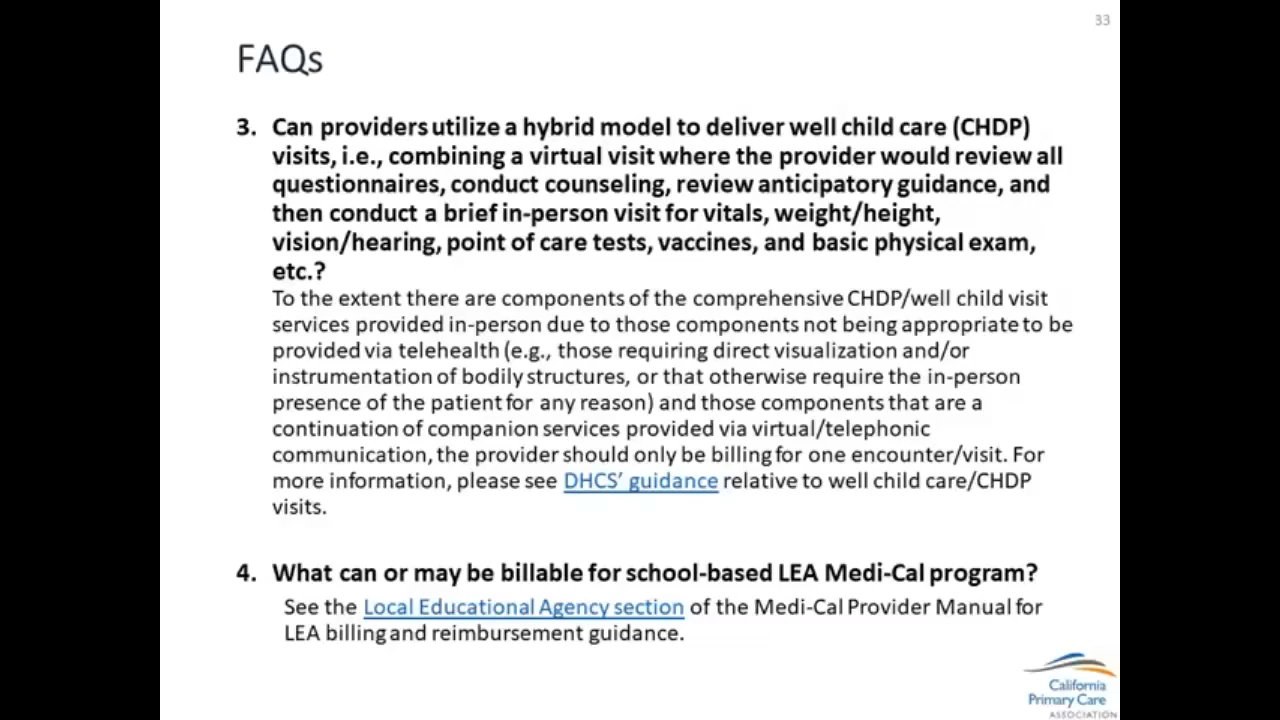 33
FAQs
3. Can providers utilize a hybrid model to deliver well child care (CHDP)
visits, i.e., combining a virtual visit where the provider would review all
questionnaires, conduct counseling, review anticipatory guidance, and
then conduct a brief in-person visit for vitals, weight/height,
vision/hearing, point of care tests, vaccines, and basic physical exam,
etc.?
To the extent there are components of the comprehensive CHDP/well child visit
services provided in-person due to those components not being appropriate to be
provided via telehealth (e.g., those requiring direct visualization and/or
instrumentation of bodily structures, or that otherwise require the in-person
presence of the patient for any reason) and those components that are a
continuation of companion services provided via virtual/telephonic
communication, the provider should only be billing for one encounter/visit. For
more information, please see DHCS’ guidance relative to well child care/CHDP
visits.
4. What can or may be billable for school-based LEA Medi-Cal program?
See the Local Educational Agency section of the Medi-Cal Provider Manual for
LEA billing and reimbursement guidance.
California
Primary Care
ASSOCIATION